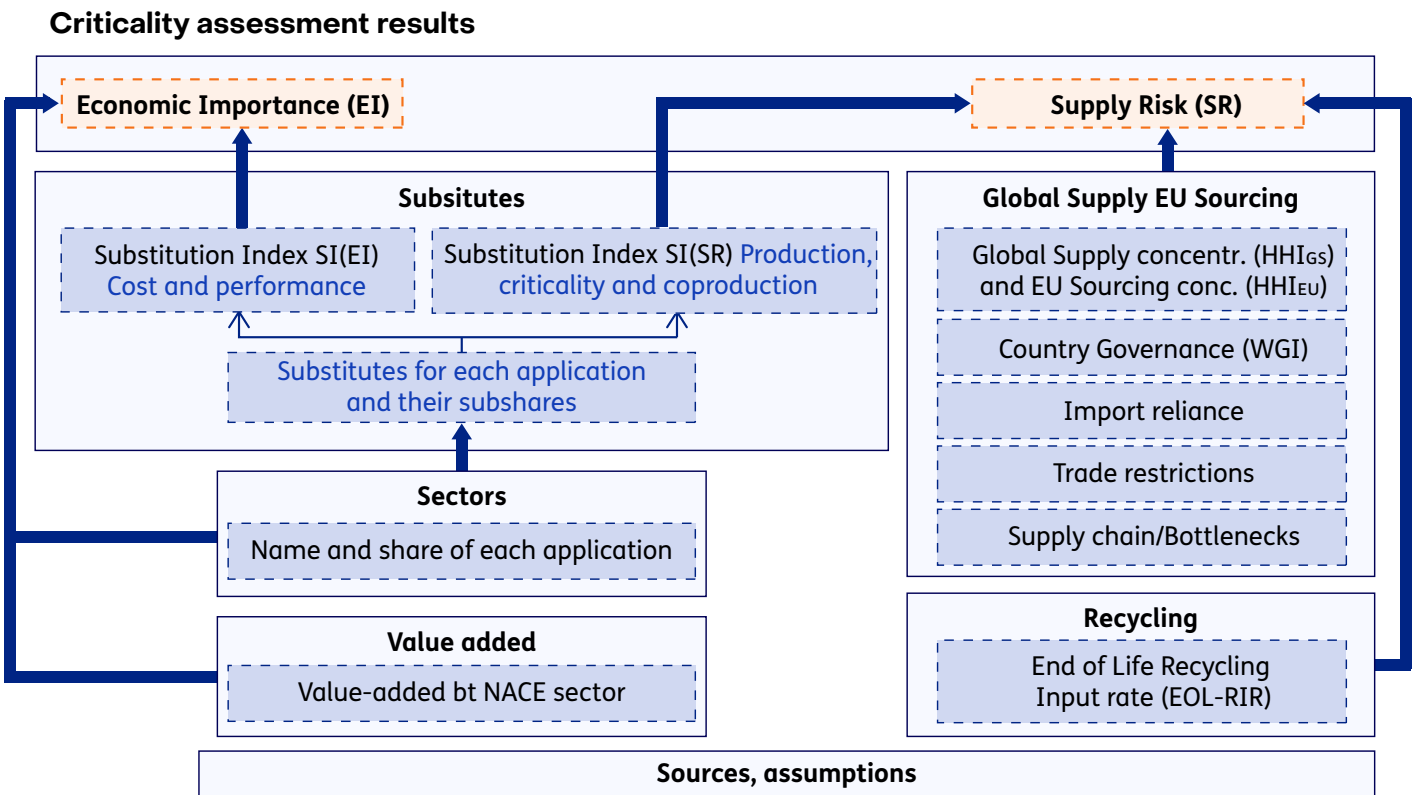 Criticality assessment results
Economic Importance (EI)
Supply Risk (SR)
Subsitutes
Substitution Index SI(EI)
Cost and performance
Substitution Index SI(SR) Production,
criticality and coproduction
Substitutes for each application
and their subshares
Sectors
Name and share of each application
Value added
Value-added bt NACE sector
Global Supply EU Sourcing
Global Supply concentr. (HHIGS)
and EU Sourcing conc. (HHIEU)
Country Governance (WGI)
Import reliance
Trade restrictions
Supply chain/Bottlenecks
Recycling
End of Life Recycling
Input rate (EOL-RIR)
Sources, assumptions